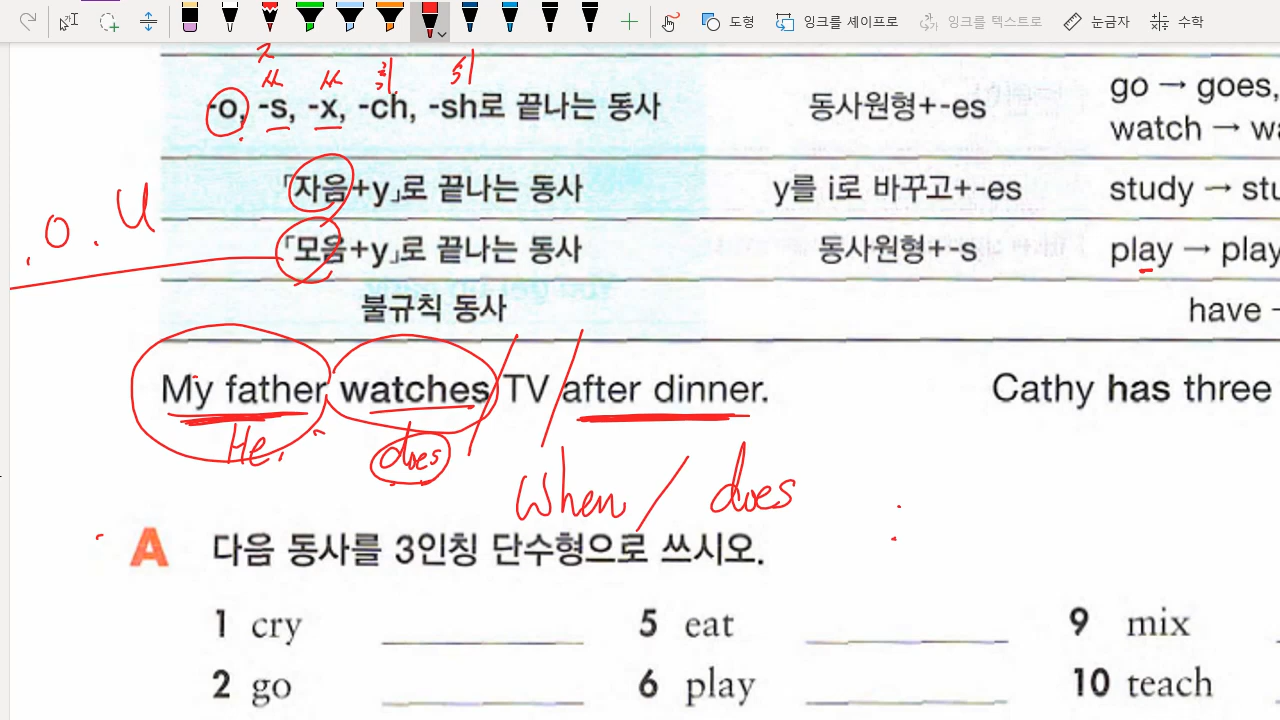 도형 잉크를 셰이프로 잉크를 텍스트로 눈금자 수학
-o, -s, -x, -ch, -sh로 끝나는 동사 동사원형+-es go → goes,
watch → wa
「자음+y」로 끝나는 동사 y를 i로 바꾸고+-es study → stu
o. u
「모음+y」로 끝나는 동사 동사원형+-s play → play
불규칙 동사 have
My father watches TV after dinner. Cathy has three
He. does
When / does
A 다음 동사를 3인칭 단수형으로 쓰시오.
1 cry 5 eat 9 mix
2 go 6 play 10 teach